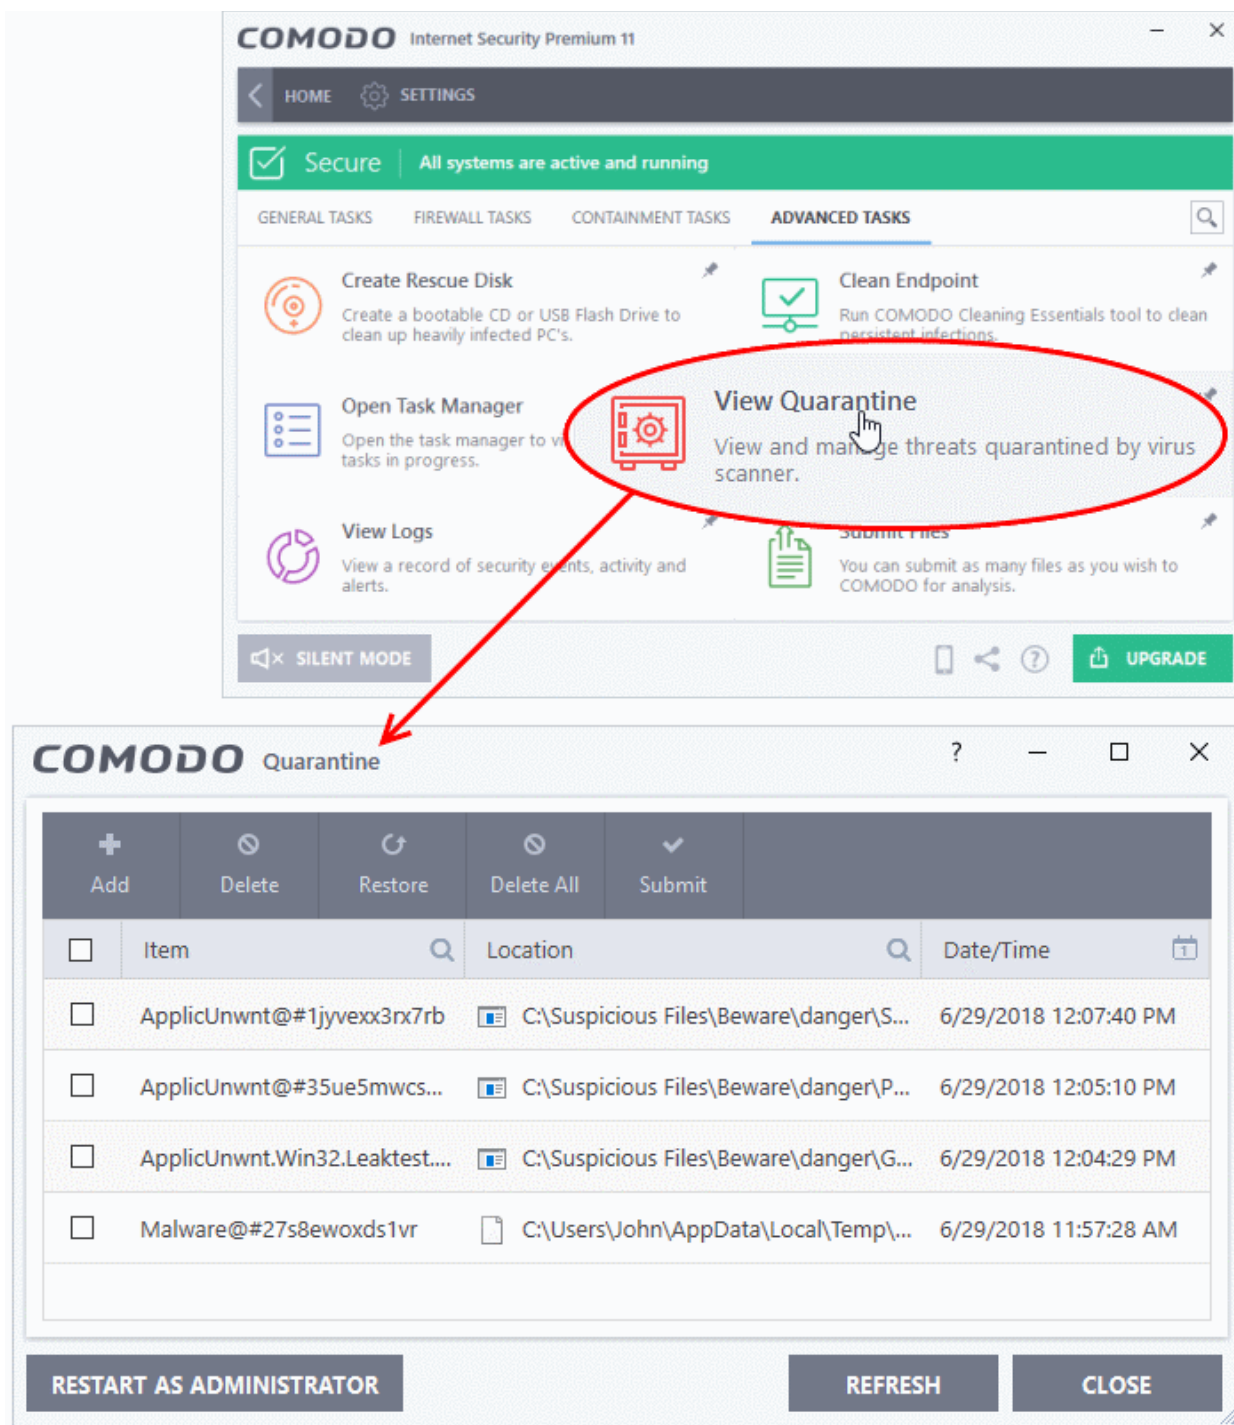 COMODO Internet Security Premium 11
HOME SETTINGS
Secure All systems are active and running
GENERAL TASKS FIREWALL TASKS CONTAINMENT TASKS ADVANCED TASKS
Create Rescue Disk
Create a bootable CD or USB Flash Drive to
clean up heavily infected PC's.
Clean Endpoint
Run COMODO Cleaning Essentials tool to clean
persistent infections.
Open Task Manager
Open the task manager to
tasks in progress.
View Quarantine
View and manage threats quarantined by virus
scanner.
View Logs
View a record of security events, activity and
alerts.
Submit Files
You can submit as many files as you wish to
COMODO for analysis.
SILENT MODE
UPGRADE
COMODO Quarantine
Add Delete Restore Delete All Submit
Item Location Date/Time
ApplicUnwnt@#1jyvexx3rx7rb C:\Suspicious Files\Beware\danger\S... 6/29/2018 12:07:40 PM
ApplicUnwnt@#35ue5mwcs... C:\Suspicious Files\Beware\danger\P... 6/29/2018 12:05:10 PM
ApplicUnwnt.Win32.Leaktest.... C:\Suspicious Files\Beware\danger\G... 6/29/2018 12:04:29 PM
Malware@#27s8ewoxds1vr C:\Users\John\AppData\Local\Temp\... 6/29/2018 11:57:28 AM
RESTART AS ADMINISTRATOR REFRESH CLOSE